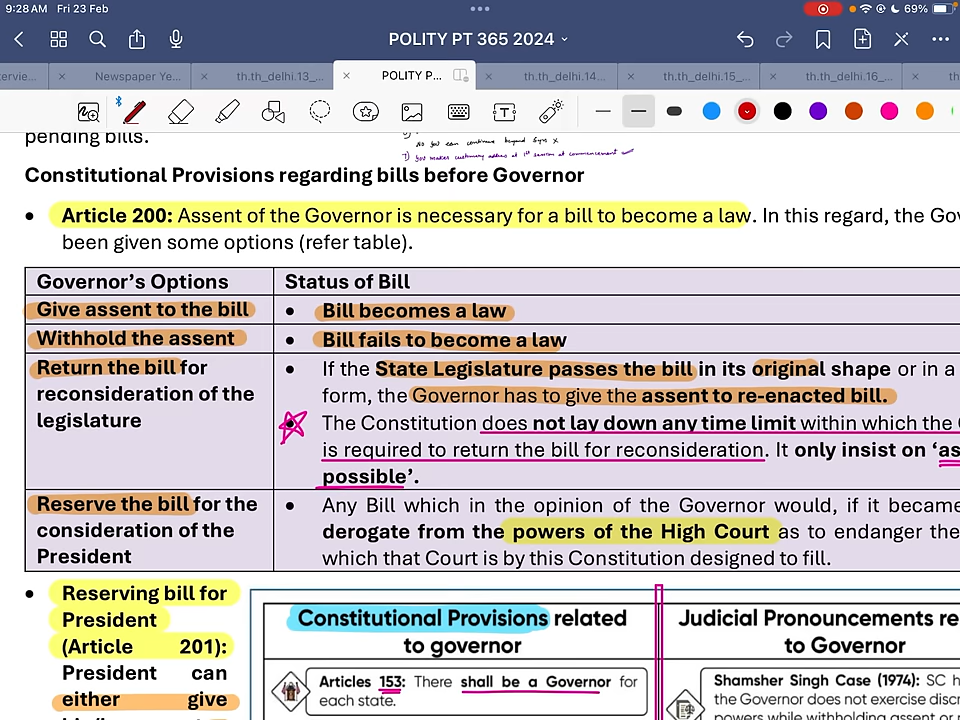 9:28 AM Fri 23 Feb
69%
POLITY PT 365 2024
Newspaper Ye...
th.th_delhi.13_...
POLITY P...
th.th_delhi.14...
th.th_delhi.15_...
th.th_delhi.16_...
th
T
pending bills.
Constitutional Provisions regarding bills before Governor
• Article 200: Assent of the Governor is necessary for a bill to become a law. In this regard, the Gov
been given some options (refer table).
Governor's Options Status of Bill
Give assent to the bill • Bill becomes a law
Withhold the assent • Bill fails to become a law
Return the bill for
reconsideration of the
legislature
• If the State Legislature passes the bill in its original shape or in a
form, the Governor has to give the assent to re-enacted bill.
• The Constitution does not lay down any time limit within which the
is required to return the bill for reconsideration. It only insist on 'as
possible'.
Reserve the bill for the
consideration of the
President
• Any Bill which in the opinion of the Governor would, if it became
derogate from the powers of the High Court as to endanger the
which that Court is by this Constitution designed to fill.
• Reserving bill for
President
(Article 201):
President can
either give
Constitutional Provisions related
to governor
Articles 153: There shall be a Governor for
each state.
Judicial Pronouncements re
to Governor
Shamsher Singh Case (1974): SC h
the Governor does not exercise discr
powers while withholding assent or